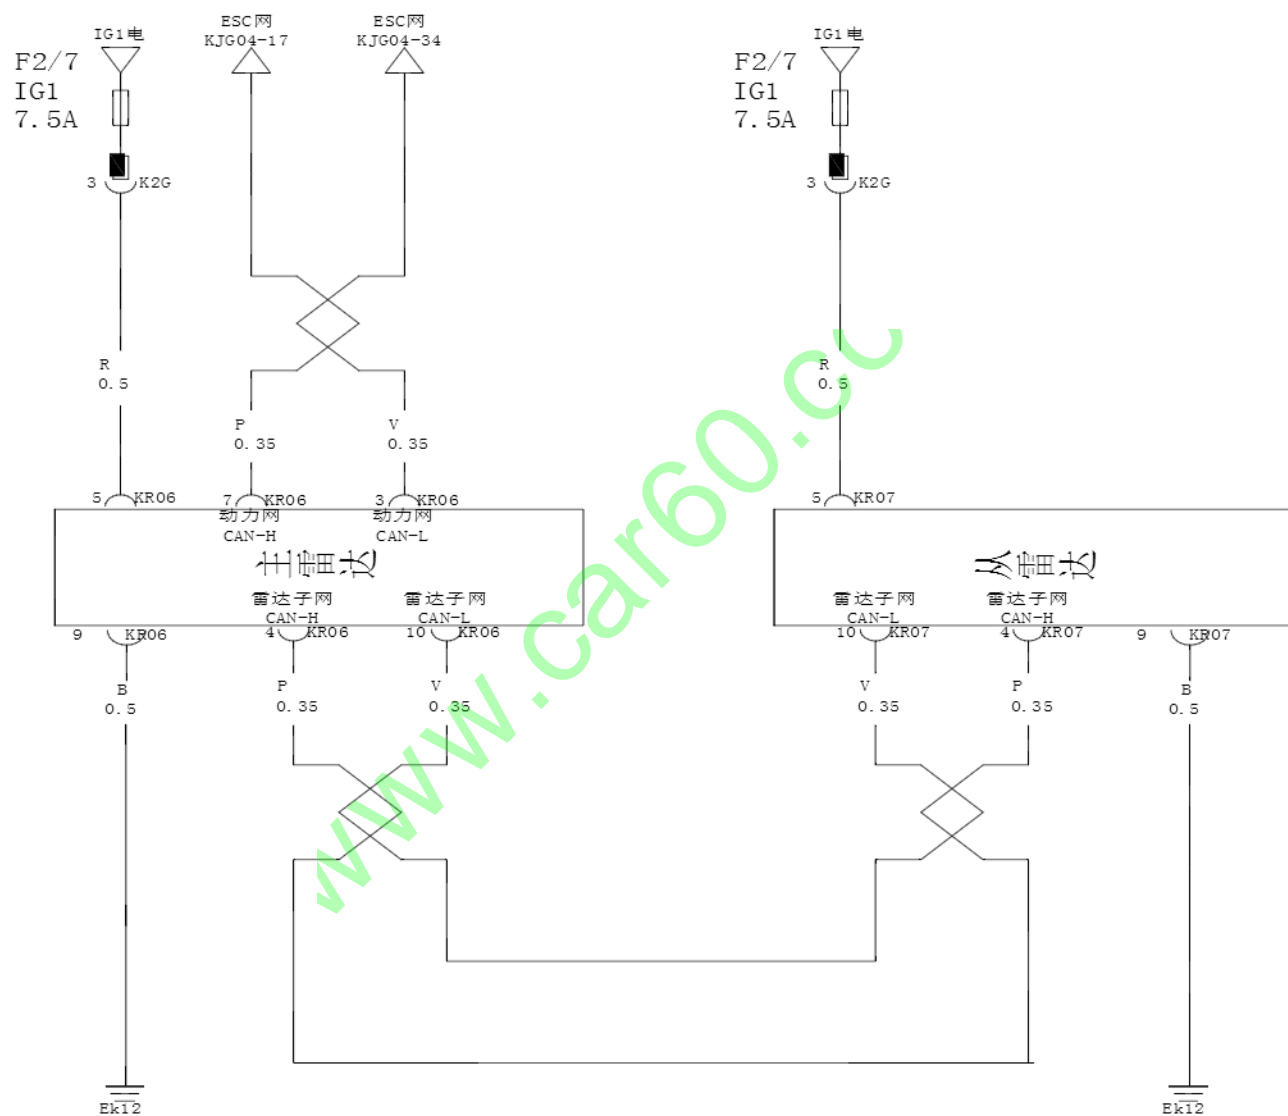 IG1电
F2/7
IG1
7.5A
3
K2G
ESC网
KJG04-17
ESC网
KJG04-34
IG1电
F2/7
IG1
7.5A
3
K2G
R
0.5
P
0.35
V
0.35
R
0.5
5
KR06
7
KR06
3
KR06
5
KR07
动力网
CAN-H
动力网
CAN-L
主雷达
从雷达
雷达子网
CAN-H
雷达子网
CAN-L
雷达子网
CAN-L
雷达子网
CAN-H
9
KR06
4
KR06
10
KR06
10
KR07
4
KR07
9
KR07
B
0.5
P
0.35
V
0.35
V
0.35
P
0.35
B
0.5
Ek12
Ek12
www.car60.co